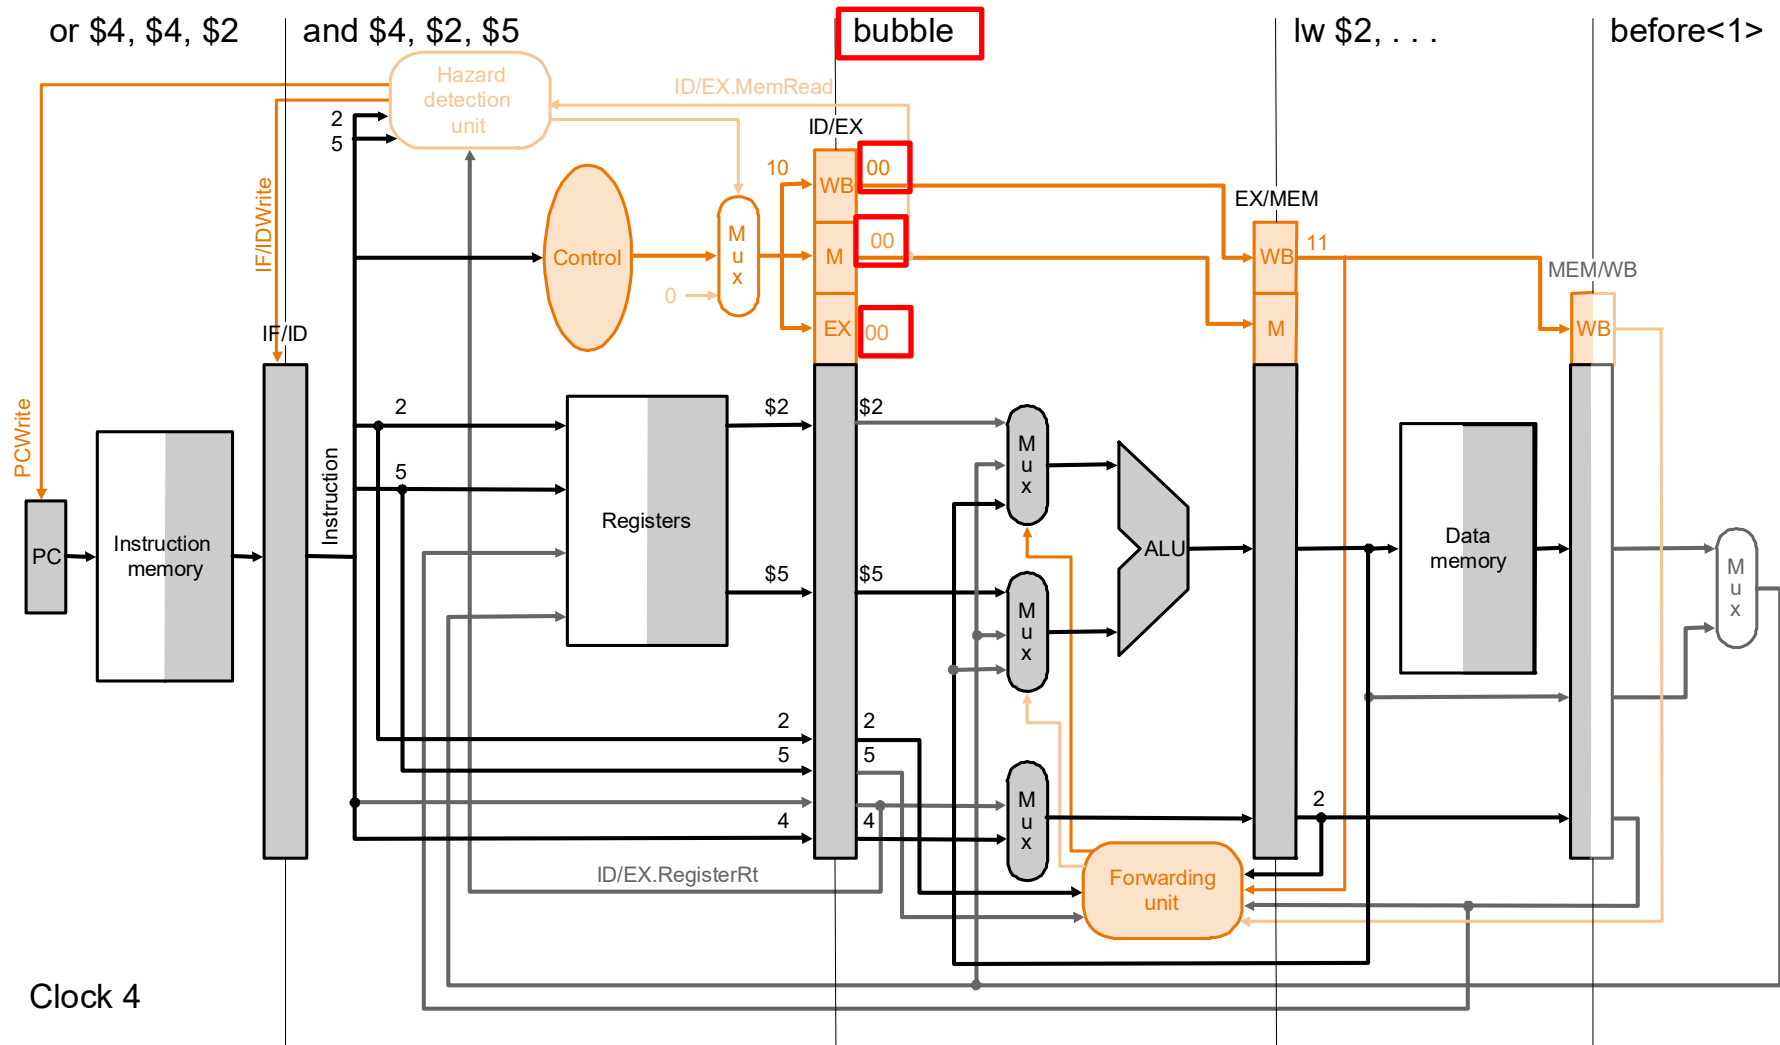 or $4, $4, $2
and $4, $2, $5
bubble
lw $2, . . .
before<1>
Hazard
detection
unit
ID/EX.MemRead
2
5
ID/EX
10
WB
00
M
00
EX
00
EX/MEM
WB
11
M
MEM/WB
WB
IF/IDWrite
PCWrite
Control
M
u
x
0
IF/ID
Instruction
2
5
$2
$2
$5
$5
Registers
PC
Instruction
memory
M
u
x
M
u
x
ALU
Data
memory
M
u
x
2
2
5
5
4
4
M
u
x
2
ID/EX.RegisterRt
Forwarding
unit
Clock 4